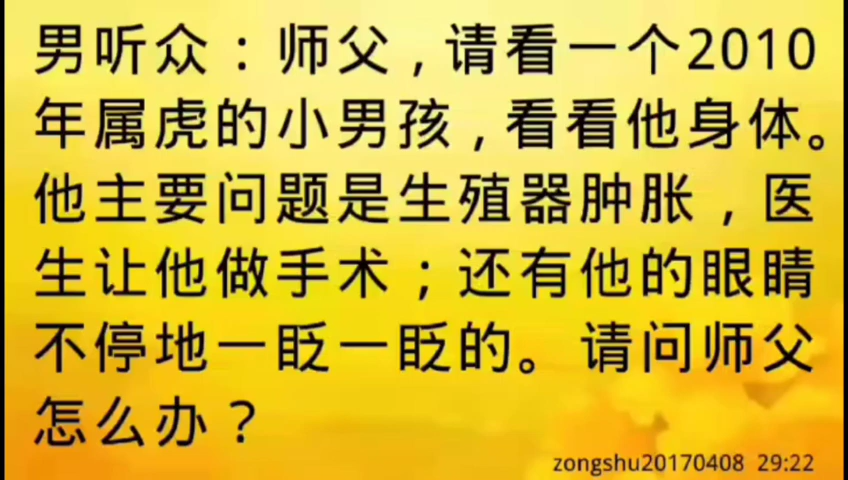 男听众：师父，请看一个2010
年属虎的小男孩，看看他身体。
他主要问题是生殖器肿胀，医
生让他做手术；还有他的眼睛
不停地一眨一眨的。请问师父
怎么办？
zongshu20170408 29:22